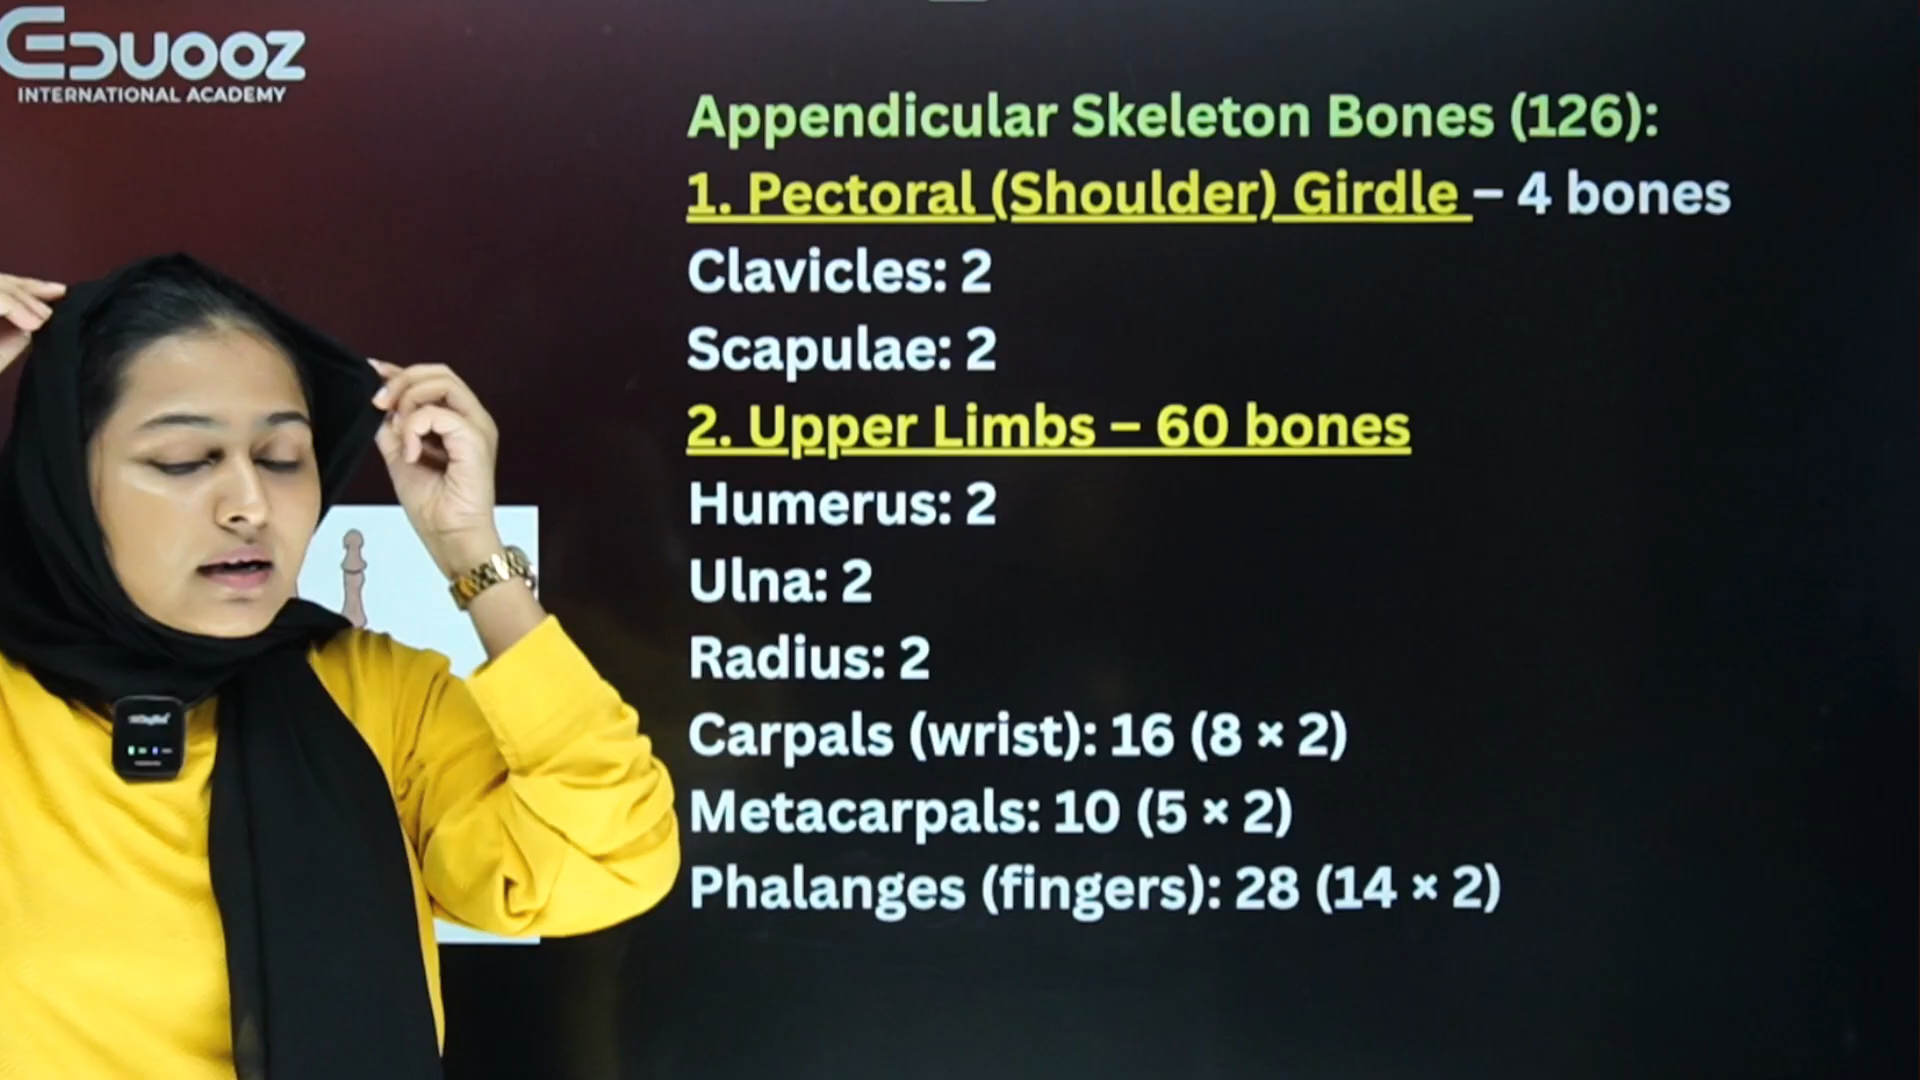 EDUOOZ
INTERNATIONAL ACADEMY
Appendicular Skeleton Bones (126):
1. Pectoral (Shoulder) Girdle – 4 bones
Clavicles: 2
Scapulae: 2
2. Upper Limbs – 60 bones
Humerus: 2
Ulna: 2
Radius: 2
Carpals (wrist): 16 (8 × 2)
Metacarpals: 10 (5 × 2)
Phalanges (fingers): 28 (14 × 2)